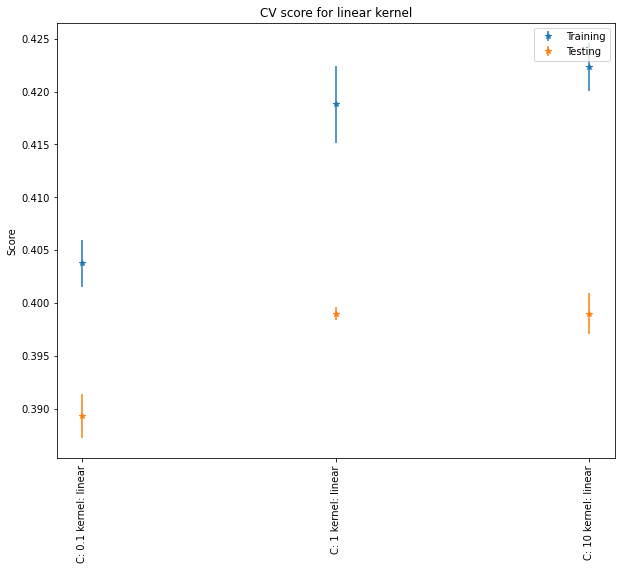 CV score for linear kernel
Training
Testing
0.425
0.420
0.415
0.410
0.405
0.400
0.395
0.390
Score
C: 0.1 kernel: linear
C: 1 kernel: linear
C: 10 kernel: linear